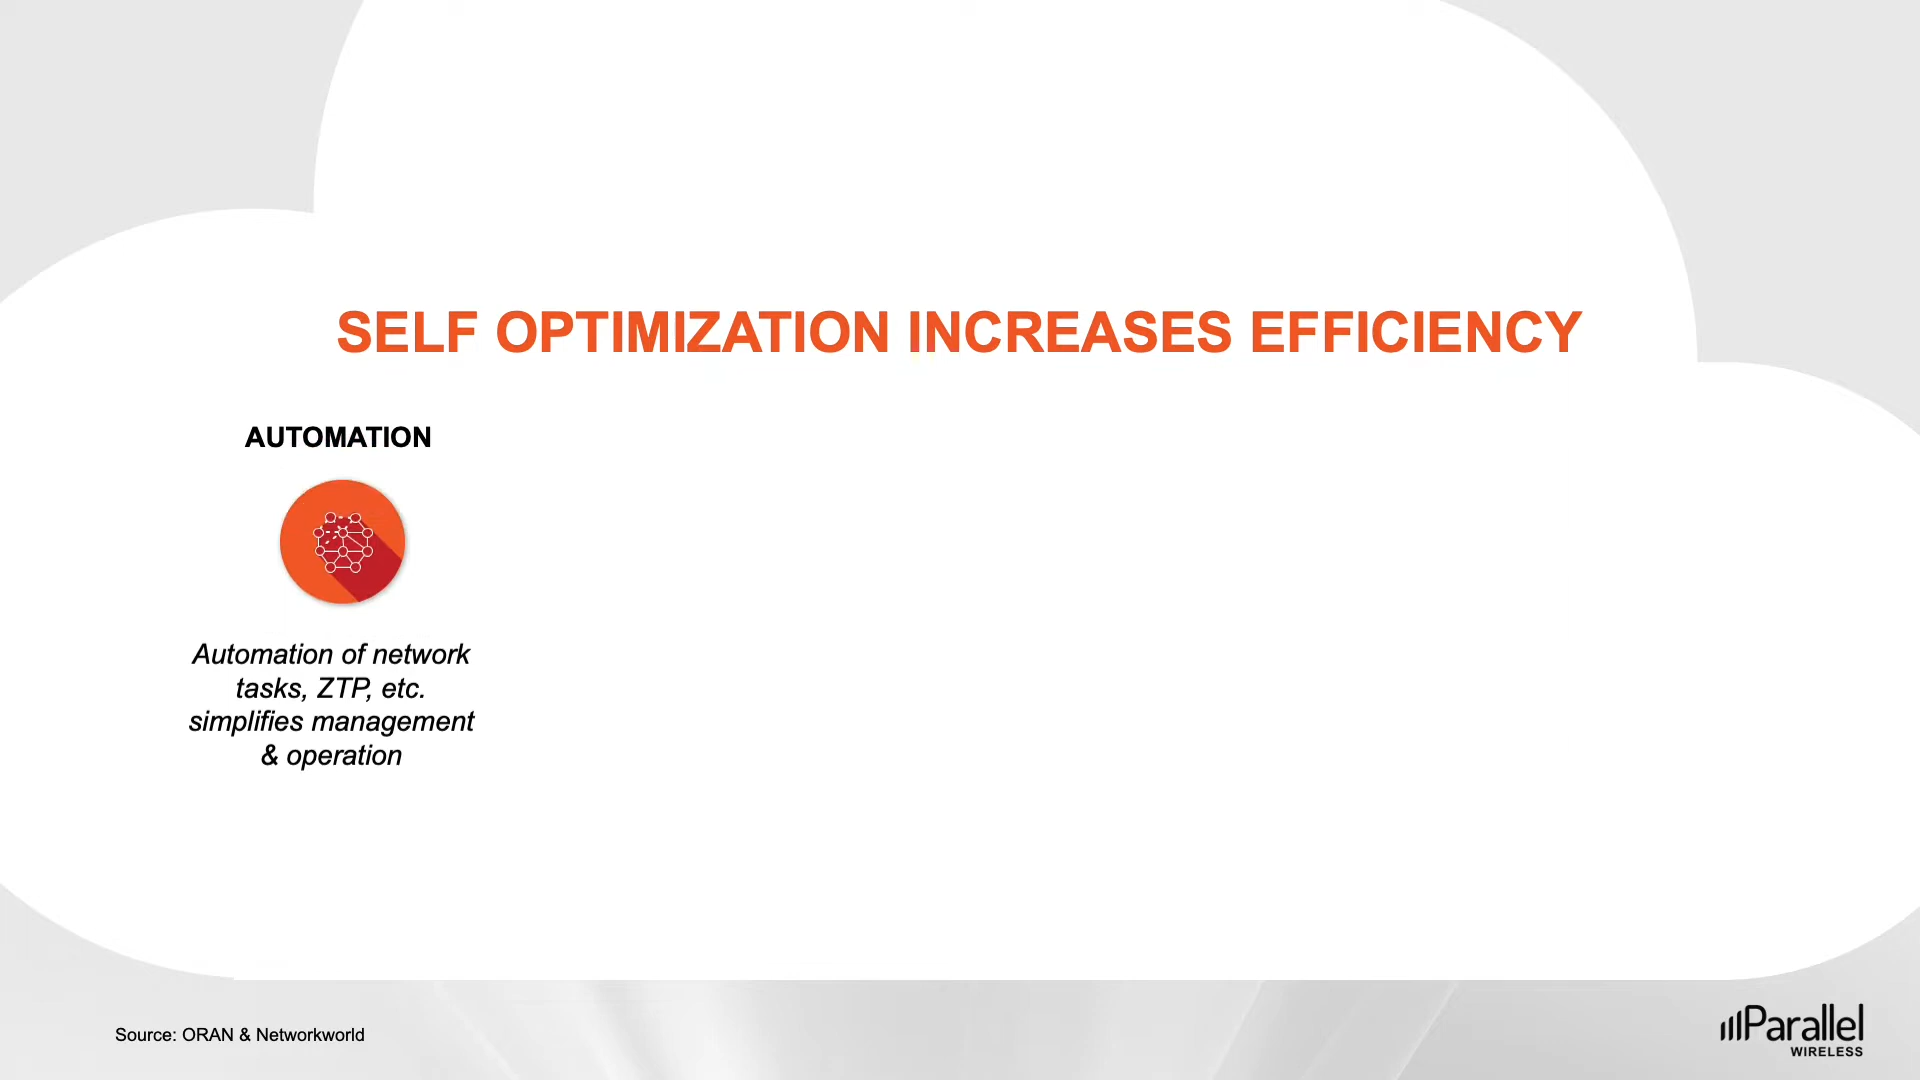 SELF OPTIMIZATION INCREASES EFFICIENCY
AUTOMATION
Automation of network
tasks, ZTP, etc.
simplifies management
& operation
Source: ORAN & Networkworld
Parallel
WIRELESS